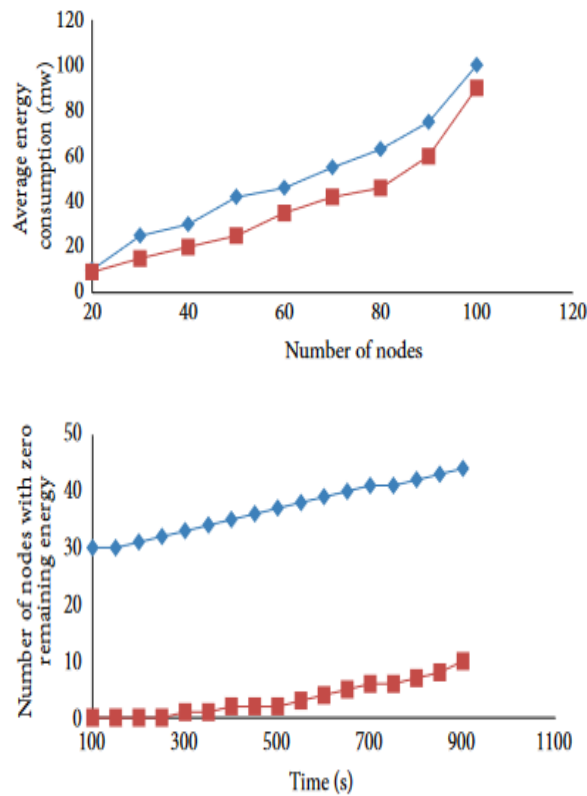 Average energy
consumption (mw)
120
100
80
60
40
20
0
20 40 60 80 100 120
Number of nodes
Number of nodes with zero
remaining energy
50
40
30
20
10
0
100 300 500 700 900 1100
Time (s)